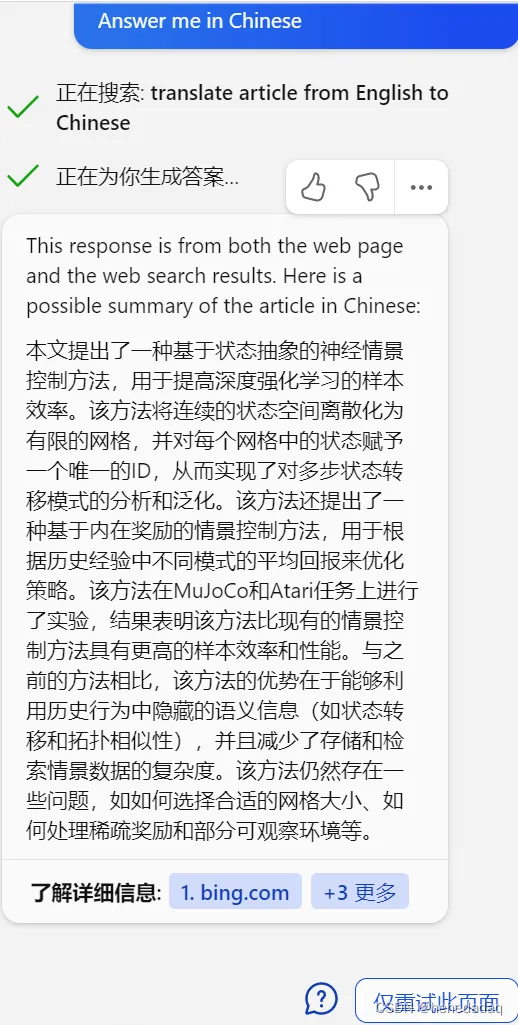 Answer me in Chinese
正在搜索: translate article from English to
Chinese
正在为你生成答案...
This response is from both the web page
and the web search results. Here is a
possible summary of the article in Chinese:
本文提出了一种基于状态抽象的神经情景
控制方法，用于提高深度强化学习的样本
效率。该方法将连续的状态空间离散化为
有限的网格，并对每个网格中的状态赋予
一个唯一的ID，从而实现了对多步状态转
移模式的分析和泛化。该方法还提出了一
种基于内在奖励的情景控制方法，用于根
据历史经验中不同模式的平均回报来优化
策略。该方法在MuJoCo和Atari任务上进行
了实验，结果表明该方法比现有的情景控
制方法具有更高的样本效率和性能。与之
前的方法相比，该方法的优势在于能够利
用历史行为中隐藏的语义信息（如状态转
移和拓扑相似性），并且减少了存储和检
索情景数据的复杂度。该方法仍然存在一
些问题，如如何选择合适的网格大小、如
何处理稀疏奖励和部分可观察环境等。
了解详细信息: 1. bing.com +3 更多
仅重试此页面